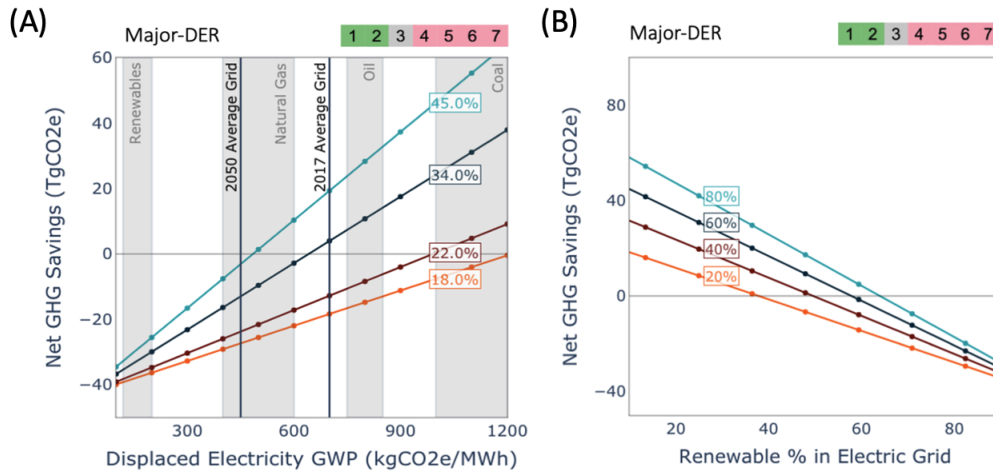 (A)
Major-DER
1 2 3 4 5 6 7
60
40
20
0
−20
−40
Net GHG Savings (TgCO2e)
Renewables
2050 Average Grid
Natural Gas
2017 Average Grid
Oil
Coal
45.0%
34.0%
22.0%
18.0%
300 600 900 1200
Displaced Electricity GWP (kgCO2e/MWh)
(B)
Major-DER
1 2 3 4 5 6 7
80
40
0
−40
Net GHG Savings (TgCO2e)
80%
60%
40%
20%
20 40 60 80
Renewable % in Electric Grid